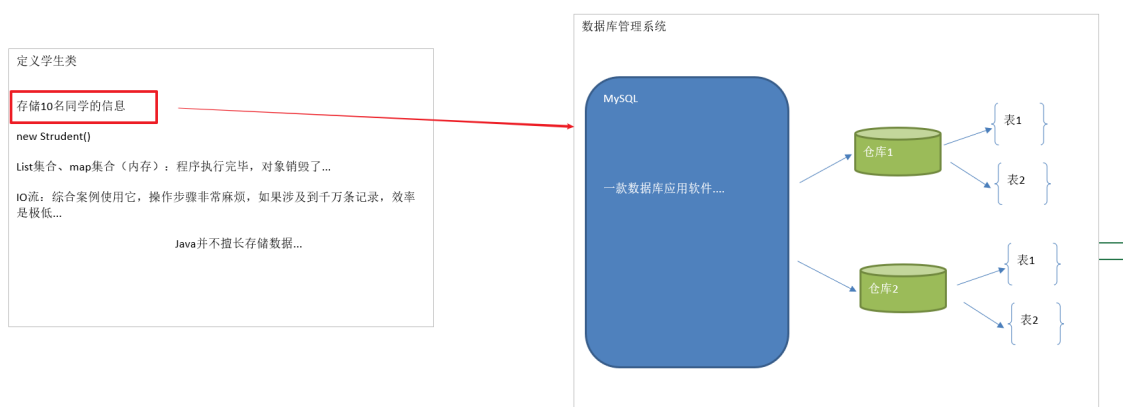 定义学生类
存储10名同学的信息
new Strudent()
List集合、map集合（内存）：程序执行完毕，对象销毁了...
IO流：综合案例使用它，操作步骤非常麻烦，如果涉及到千万条记录，效率
是极低...
Java并不擅长存储数据...
数据库管理系统
MySQL
一款数据库应用软件....
仓库1
表1
表2
仓库2
表1
表2